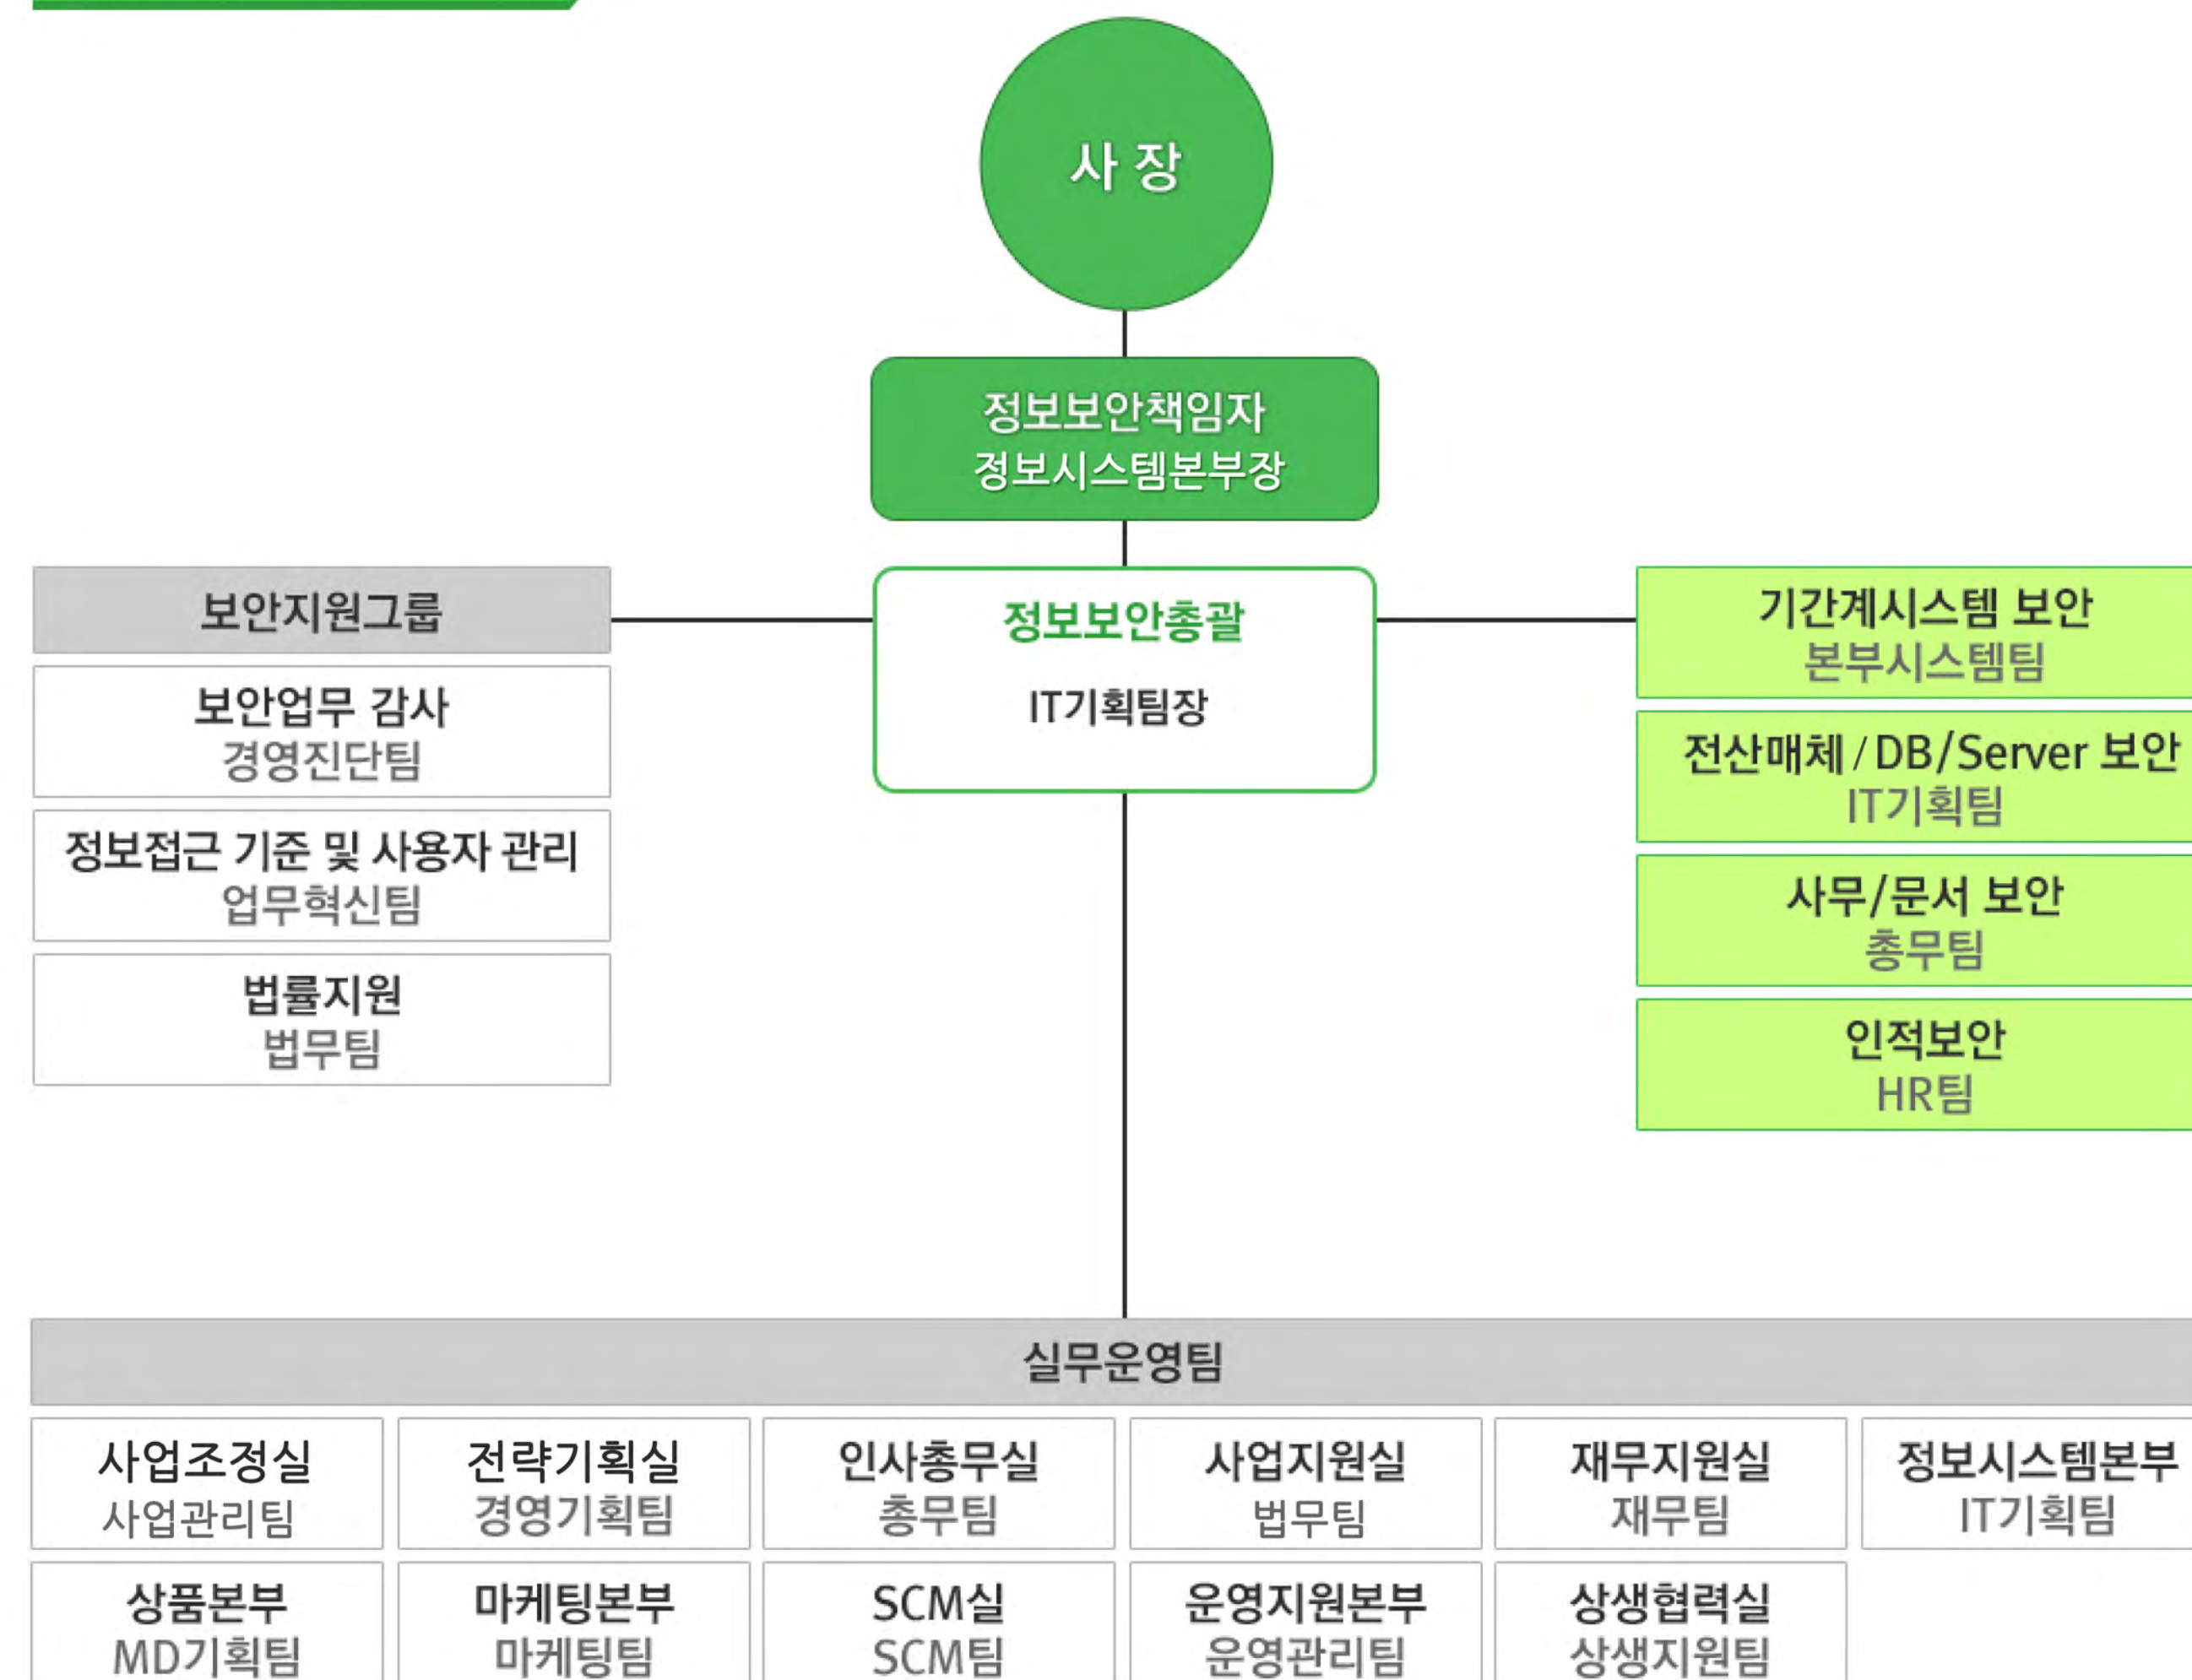 사 장
정보보안책임자
정보시스템본부장
보안지원그룹
보안업무 감사
경영진단팀
정보접근 기준 및 사용자 관리
업무혁신팀
법률지원
법무팀
정보보안총괄
IT기획팀장
기간계시스템 보안
본부시스템팀
전산매체/DB/Server 보안
IT기획팀
사무/문서 보안
총무팀
인적보안
HR팀
실무운영팀
사업조정실
사업관리팀
전략기획실
경영기획팀
인사총무실
총무팀
사업지원실
법무팀
재무지원실
재무팀
정보시스템본부
IT기획팀
상품본부
MD기획팀
마케팅본부
마케팅팀
SCM실
SCM팀
운영지원본부
운영관리팀
상생협력실
상생지원팀